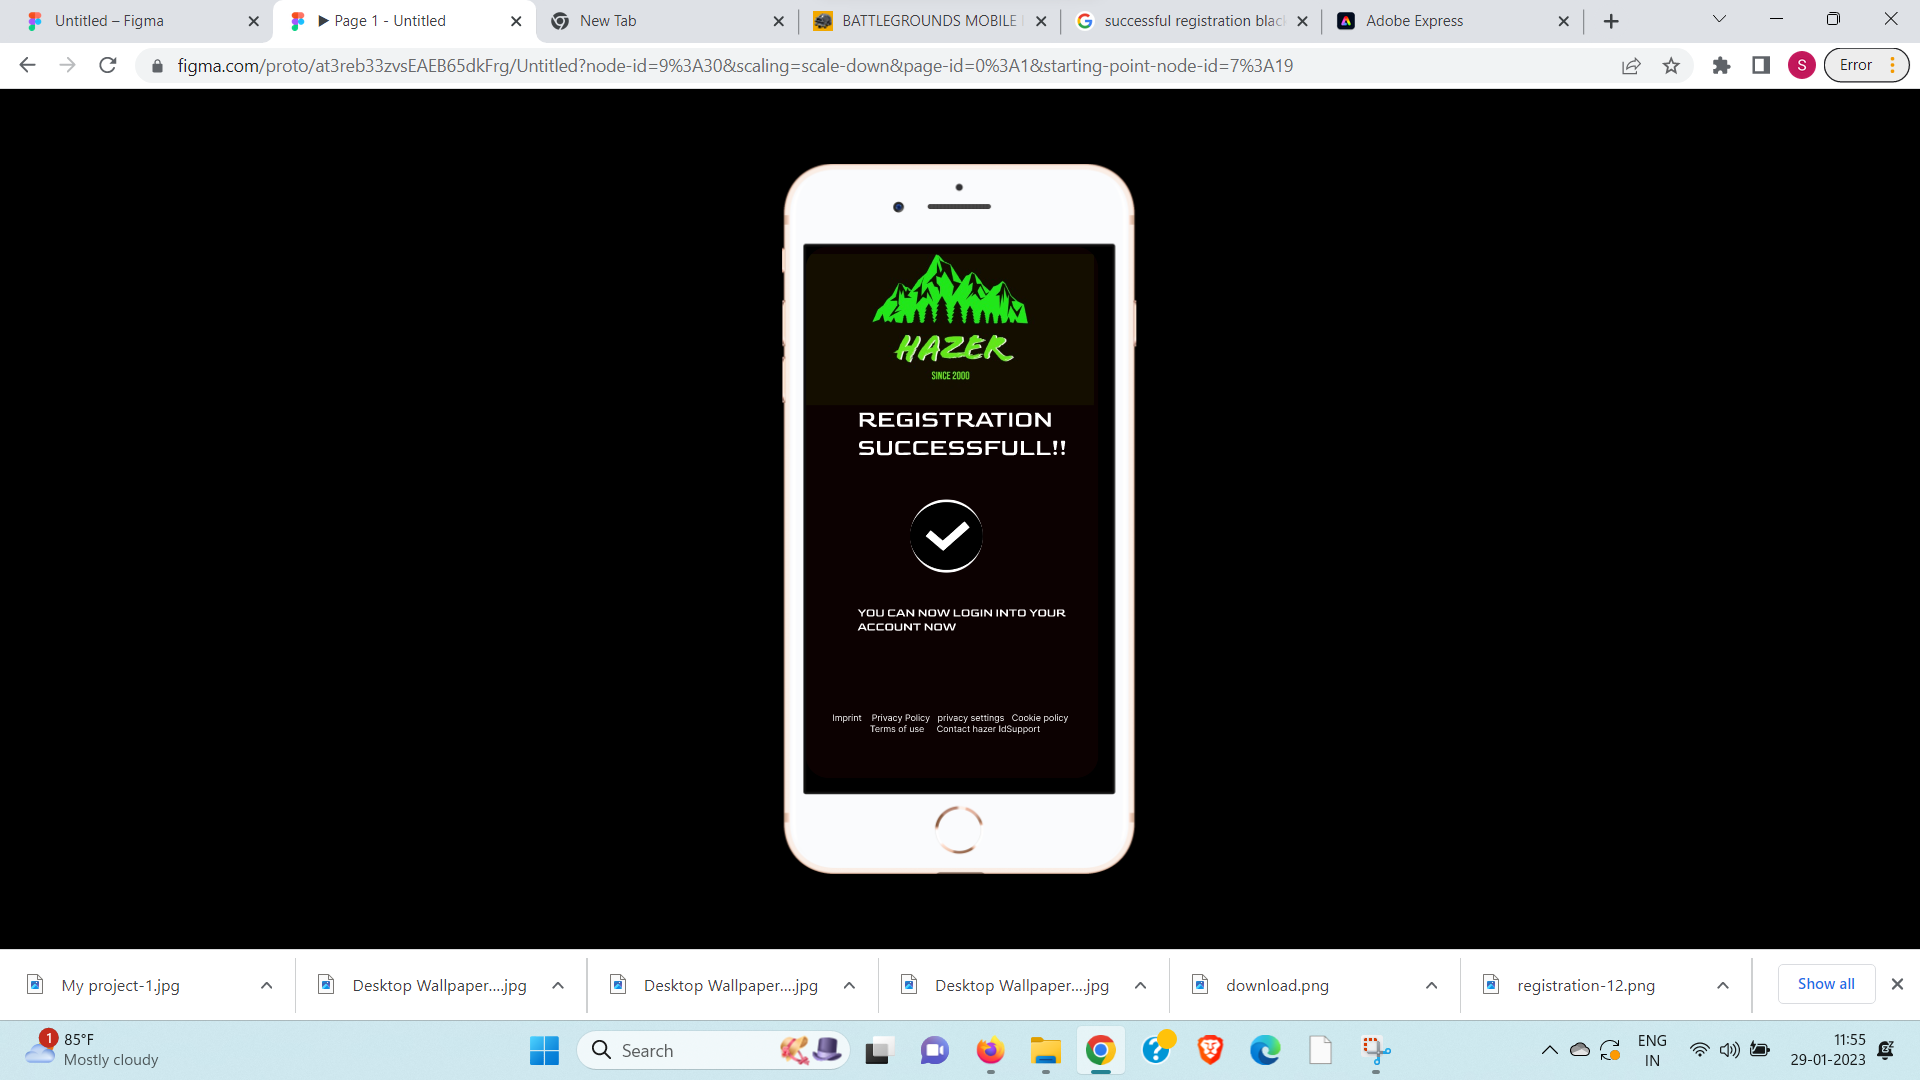 Untitled – Figma
Page 1 - Untitled
New Tab
BATTLEGROUNDS MOBILE
successful registration blac
Adobe Express
figma.com/proto/at3reb33zvsEAEB65dkFrg/Untitled?node-id=9%3A30&scaling=scale-down&page-id=0%3A1&starting-point-node-id=7%3A19
S
Error
HAZER
SINCE 2000
REGISTRATION
SUCCESSFULL!!
YOU CAN NOW LOGIN INTO YOUR
ACCOUNT NOW
Imprint Privacy Policy privacy settings Cookie policy
Terms of use Contact hazer IdSupport
My project-1.jpg
Desktop Wallpaper....jpg
Desktop Wallpaper....jpg
Desktop Wallpaper....jpg
download.png
registration-12.png
Show all
1
85°F
Mostly cloudy
Search
ENG
IN
11:55
29-01-2023